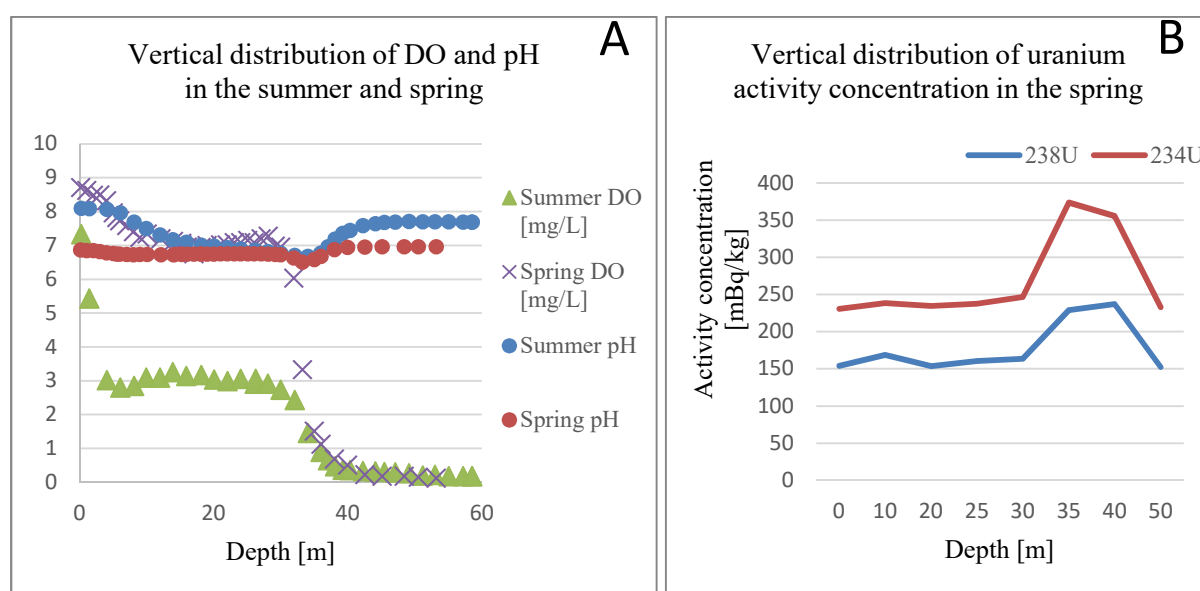 A
Vertical distribution of DO and pH
in the summer and spring
10
9
8
7
6
5
4
3
2
1
0
0 20 40 60
Depth [m]
Summer DO
[mg/L]
Spring DO
[mg/L]
Summer pH
Spring pH
B
Vertical distribution of uranium
activity concentration in the spring
238U 234U
Activity concentration
[mBq/kg]
400
350
300
250
200
150
100
50
0
0 10 20 25 30 35 40 50
Depth [m]